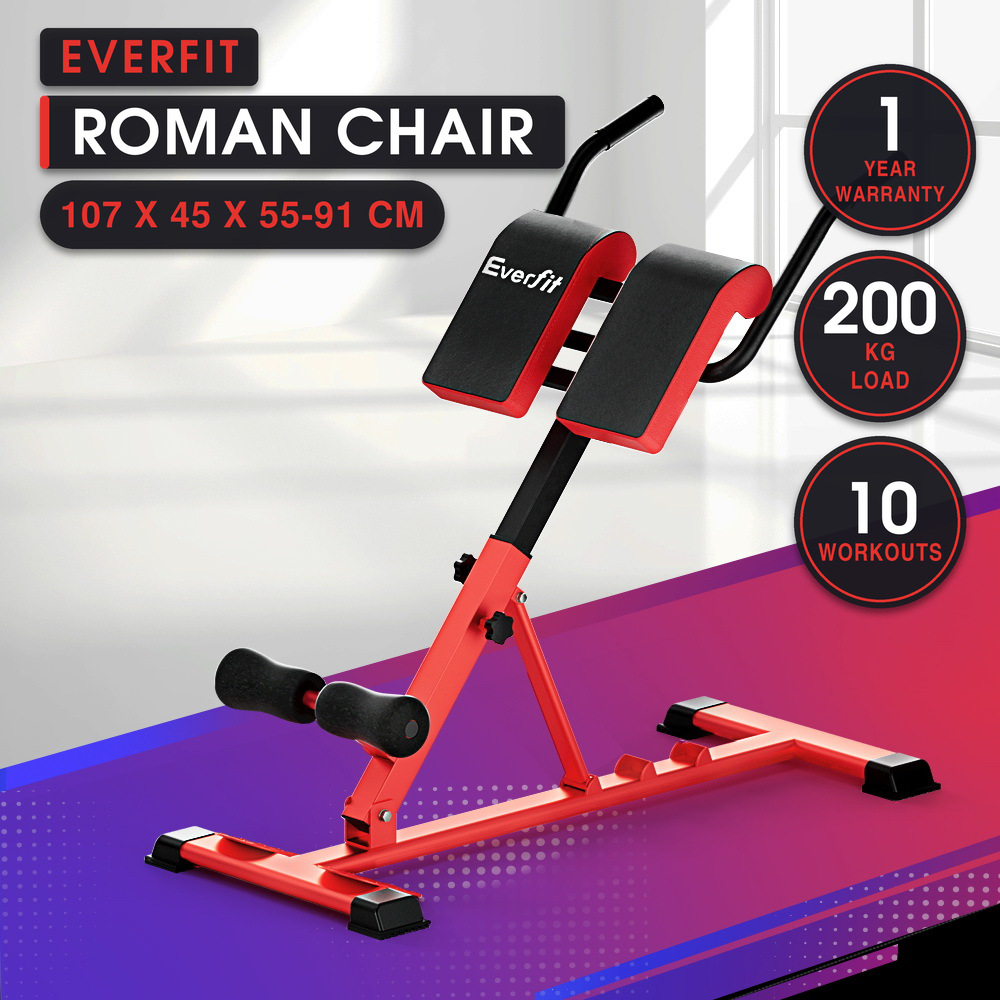 EVERFIT
ROMAN CHAIR
107 X 45 X 55-91 CM
Everfit
1
YEAR
WARRANTY
200
KG
LOAD
10
WORKOUTS